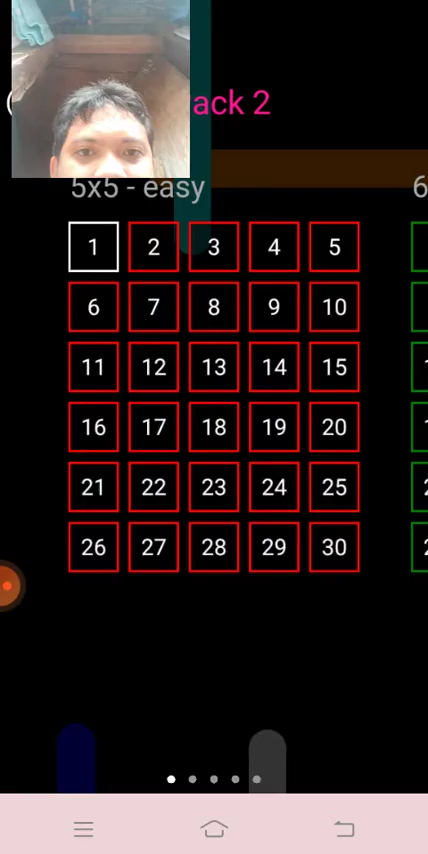 ack 2
5x5 - easy
6
1 2 3 4 5
6 7 8 9 10
11 12 13 14 15
16 17 18 19 20
21 22 23 24 25
26 27 28 29 30